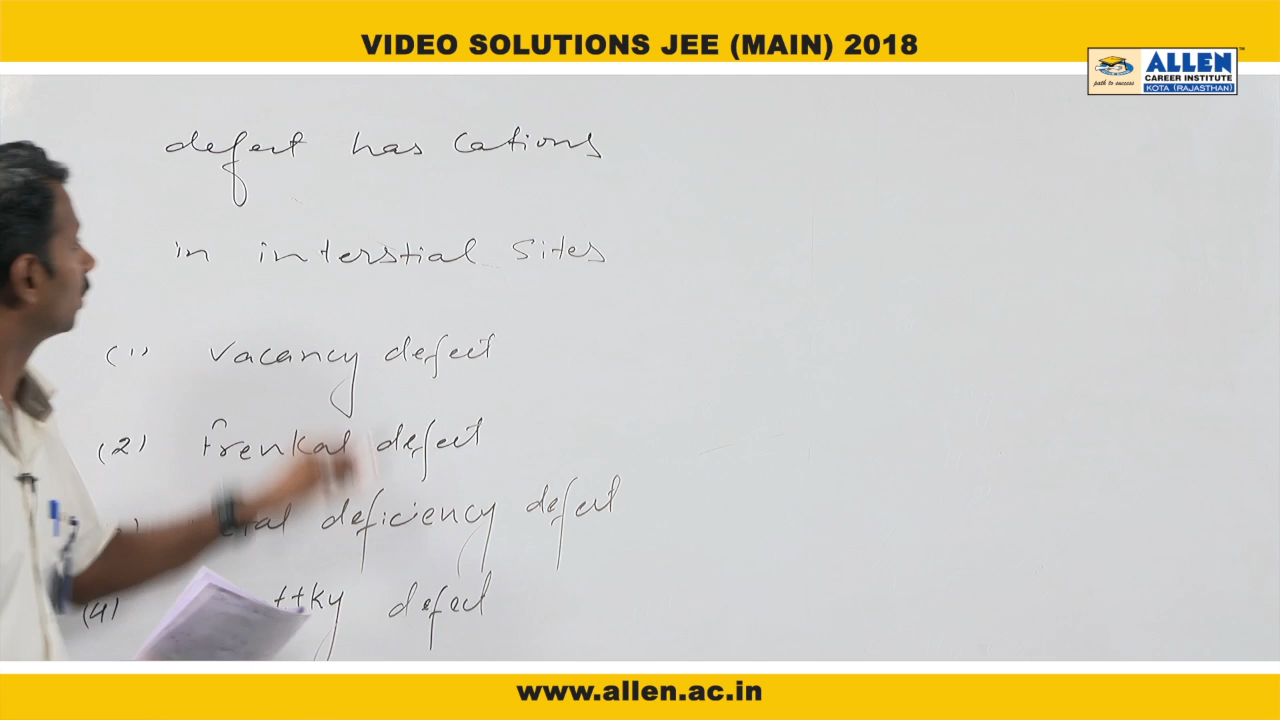 VIDEO SOLUTIONS JEE (MAIN) 2018
ALLEN
CAREER INSTITUTE
path to success
KOTA (RAJASTHAN)
defect has Cations
in interstial sites
(1) Vacancy defect
(2) Frenkal defect
deficiency defect
(4) defect
www.allen.ac.in